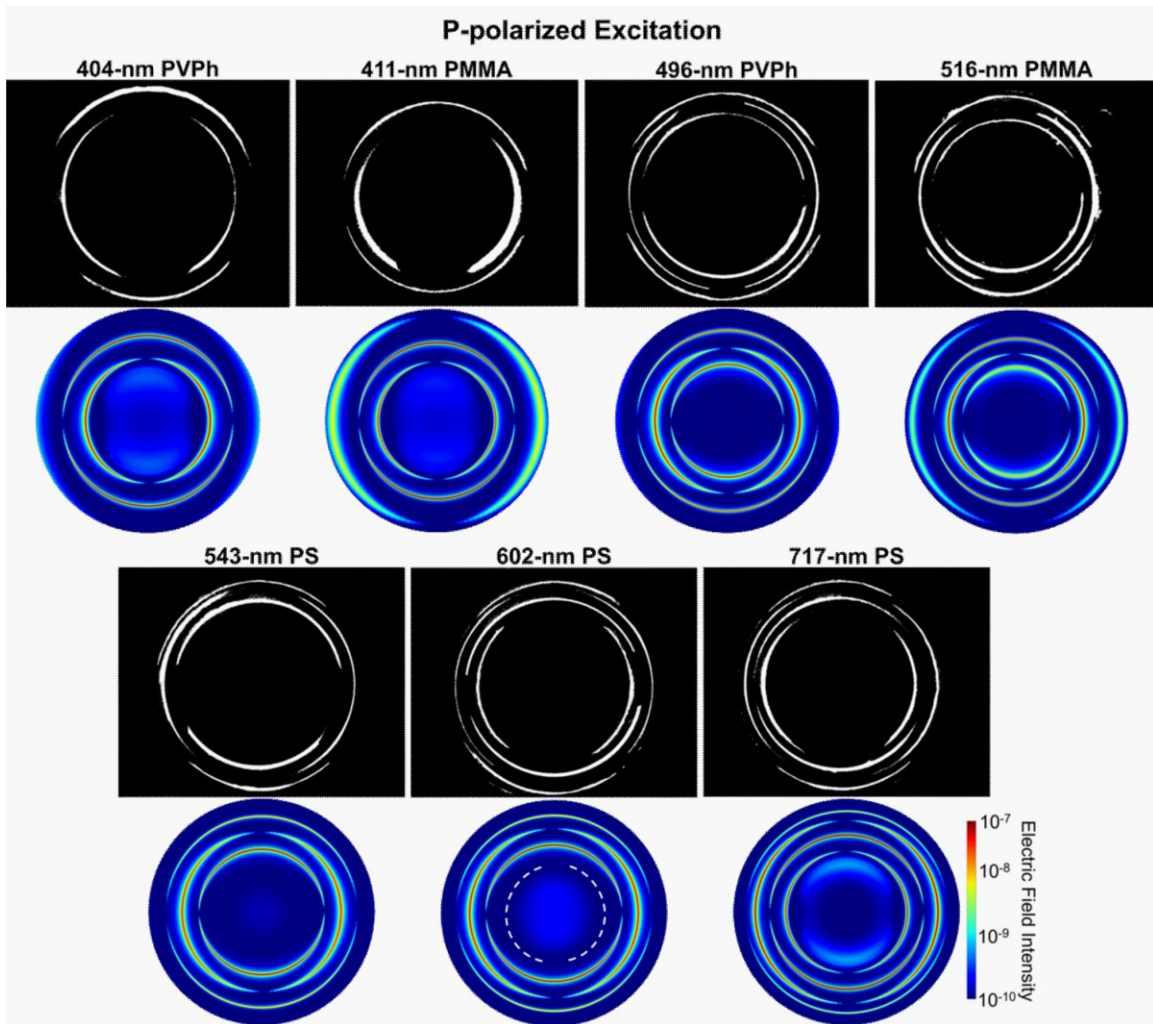 P-polarized Excitation
404-nm PVPh
411-nm PMMA
496-nm PVPh
516-nm PMMA
543-nm PS
602-nm PS
717-nm PS
10-7
10-8
10-9
10-10
Electric Field Intensity